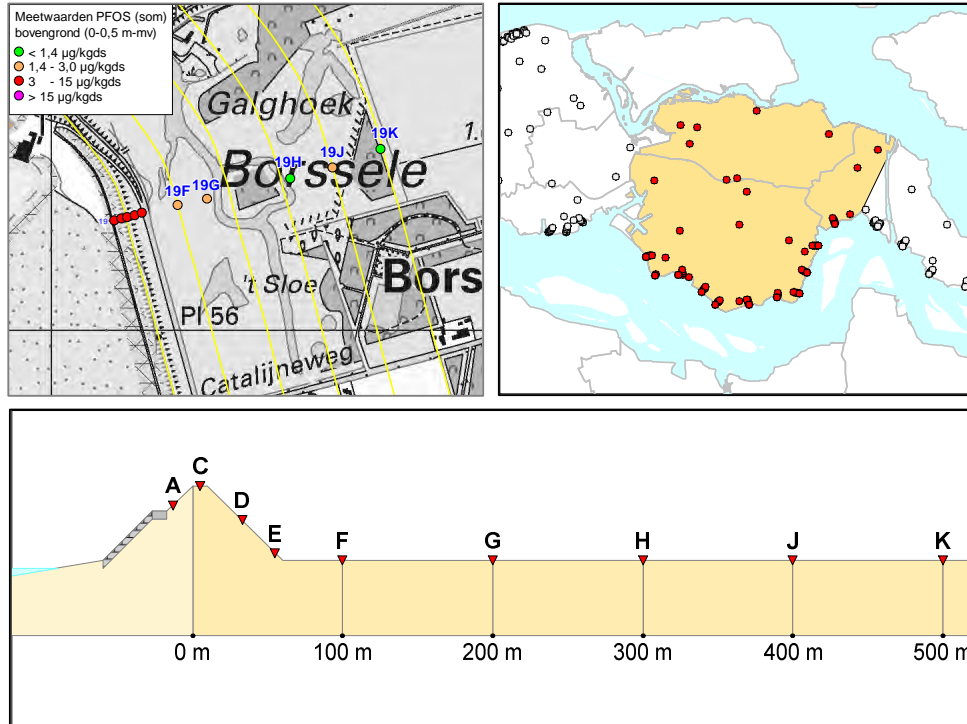 Meetwaarden PFOS (som)
bovengrond (0-0,5 m-mv)
< 1,4 µg/kgds
1,4 - 3,0 µg/kgds
3 - 15 µg/kgds
> 15 µg/kgds
Galghoek
19K
1.
19J
Borssele
19H
19F
19G
19
't Sloe
Bors
Pl 56
Catalijneweg
A
C
D
E
F
G
H
J
K
0 m
100 m
200 m
300 m
400 m
500 m